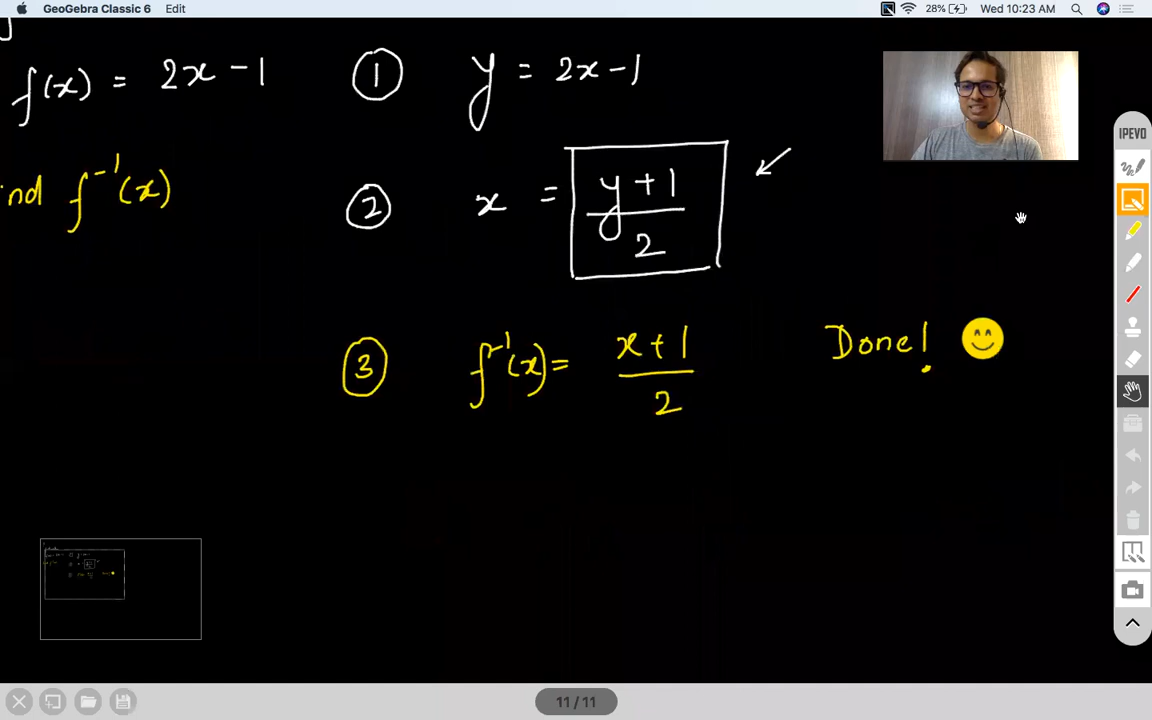 GeoGebra Classic 6 Edit 28% Wed 10:23 AM
f(x) = 2x - 1 ① y = 2x - 1
IPEVO
ind f⁻¹(x) ② x = (y + 1)/2
③ f⁻¹(x) = (x + 1)/2 Done!
11 / 11